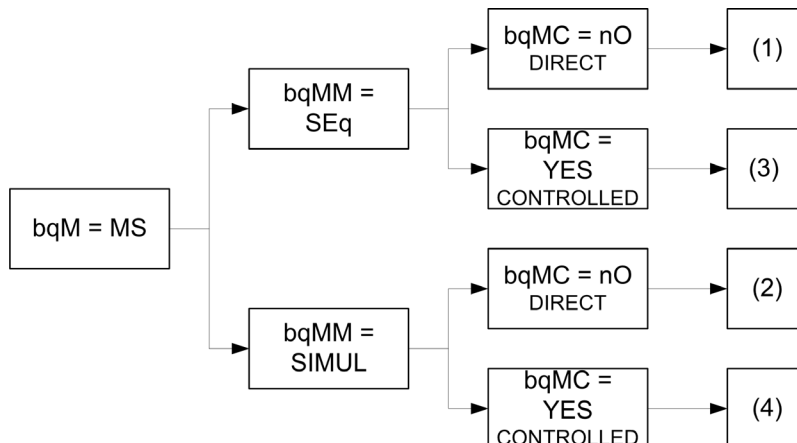 bqM = MS
bqMM =
SEq
bqMC = nO
DIRECT
(1)
bqMC =
YES
CONTROLLED
(3)
bqMM =
SIMUL
bqMC = nO
DIRECT
(2)
bqMC =
YES
CONTROLLED
(4)